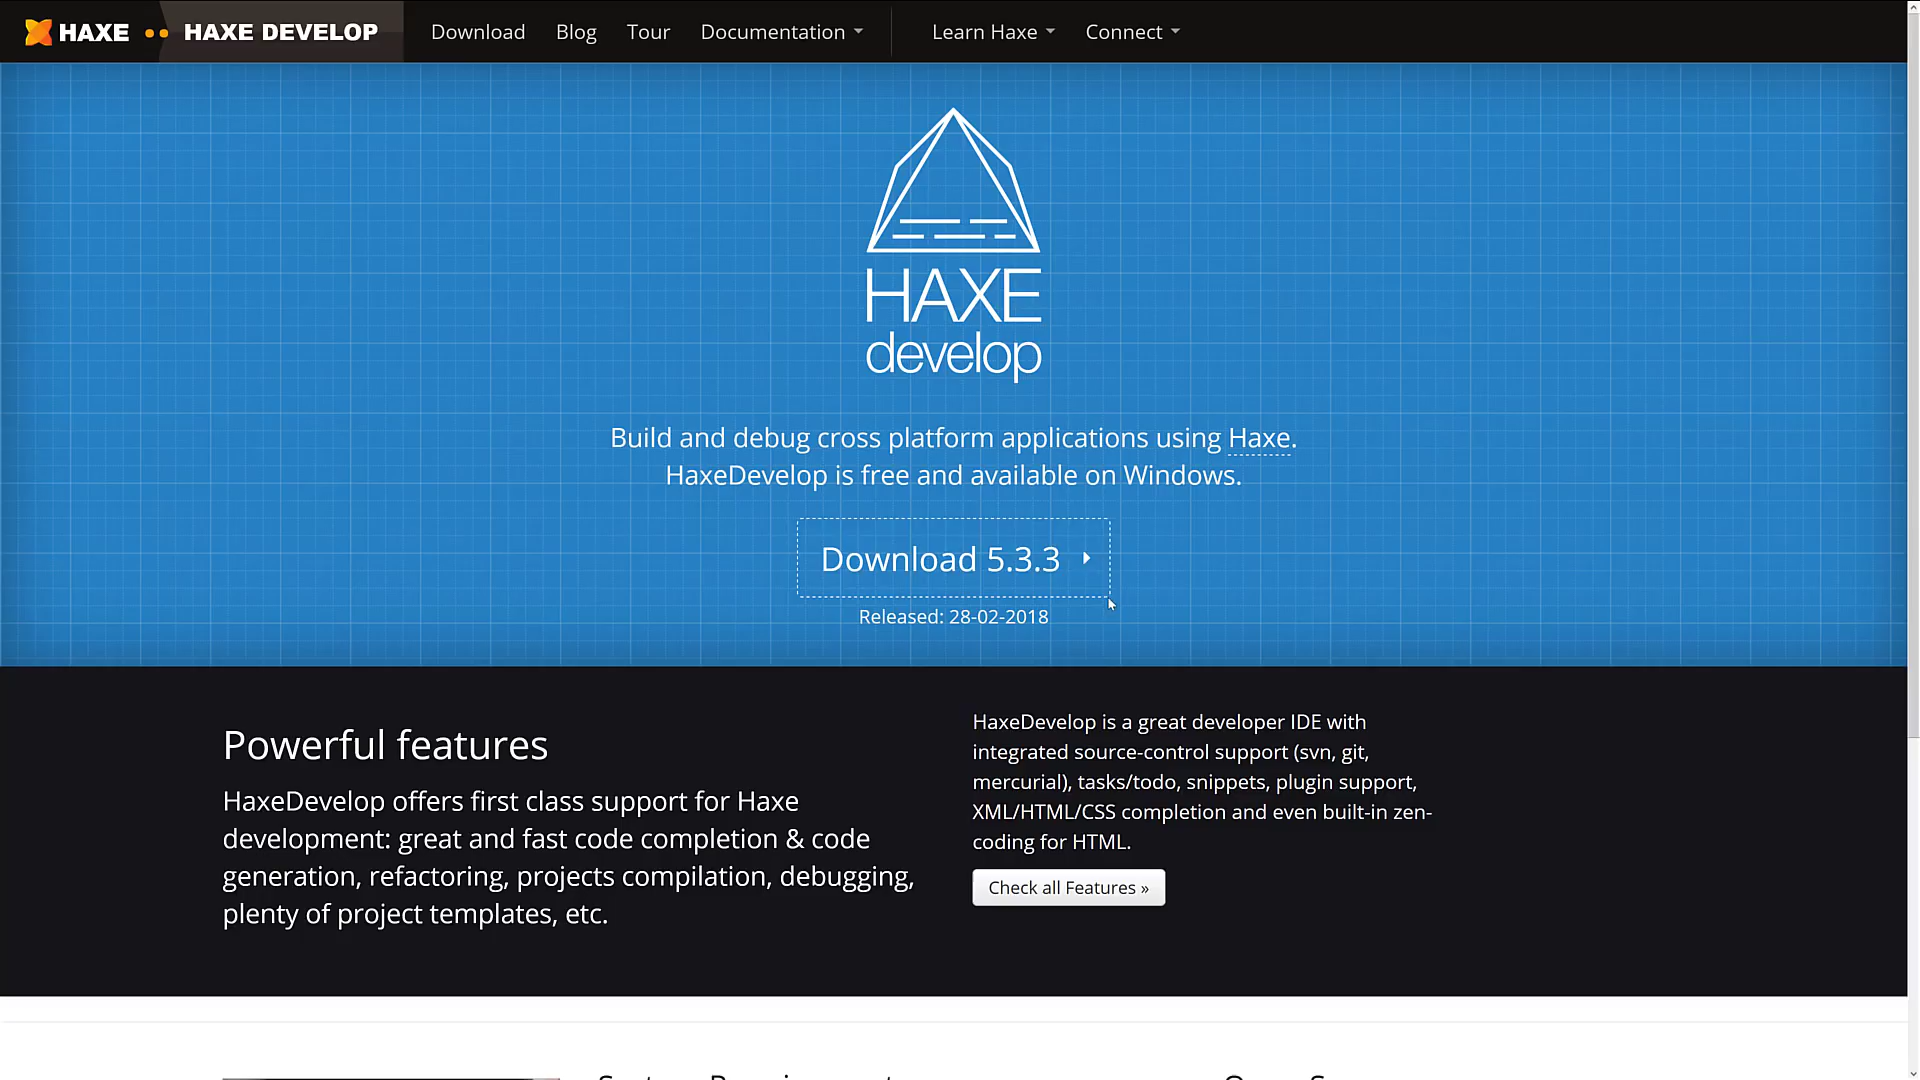 HAXE HAXE DEVELOP Download Blog Tour Documentation Learn Haxe Connect
HAXE
develop
Build and debug cross platform applications using Haxe.
HaxeDevelop is free and available on Windows.
Download 5.3.3
Released: 28-02-2018
Powerful features
HaxeDevelop offers first class support for Haxe
development: great and fast code completion & code
generation, refactoring, projects compilation, debugging,
plenty of project templates, etc.
HaxeDevelop is a great developer IDE with
integrated source-control support (svn, git,
mercurial), tasks/todo, snippets, plugin support,
XML/HTML/CSS completion and even built-in zen-
coding for HTML.
Check all Features »